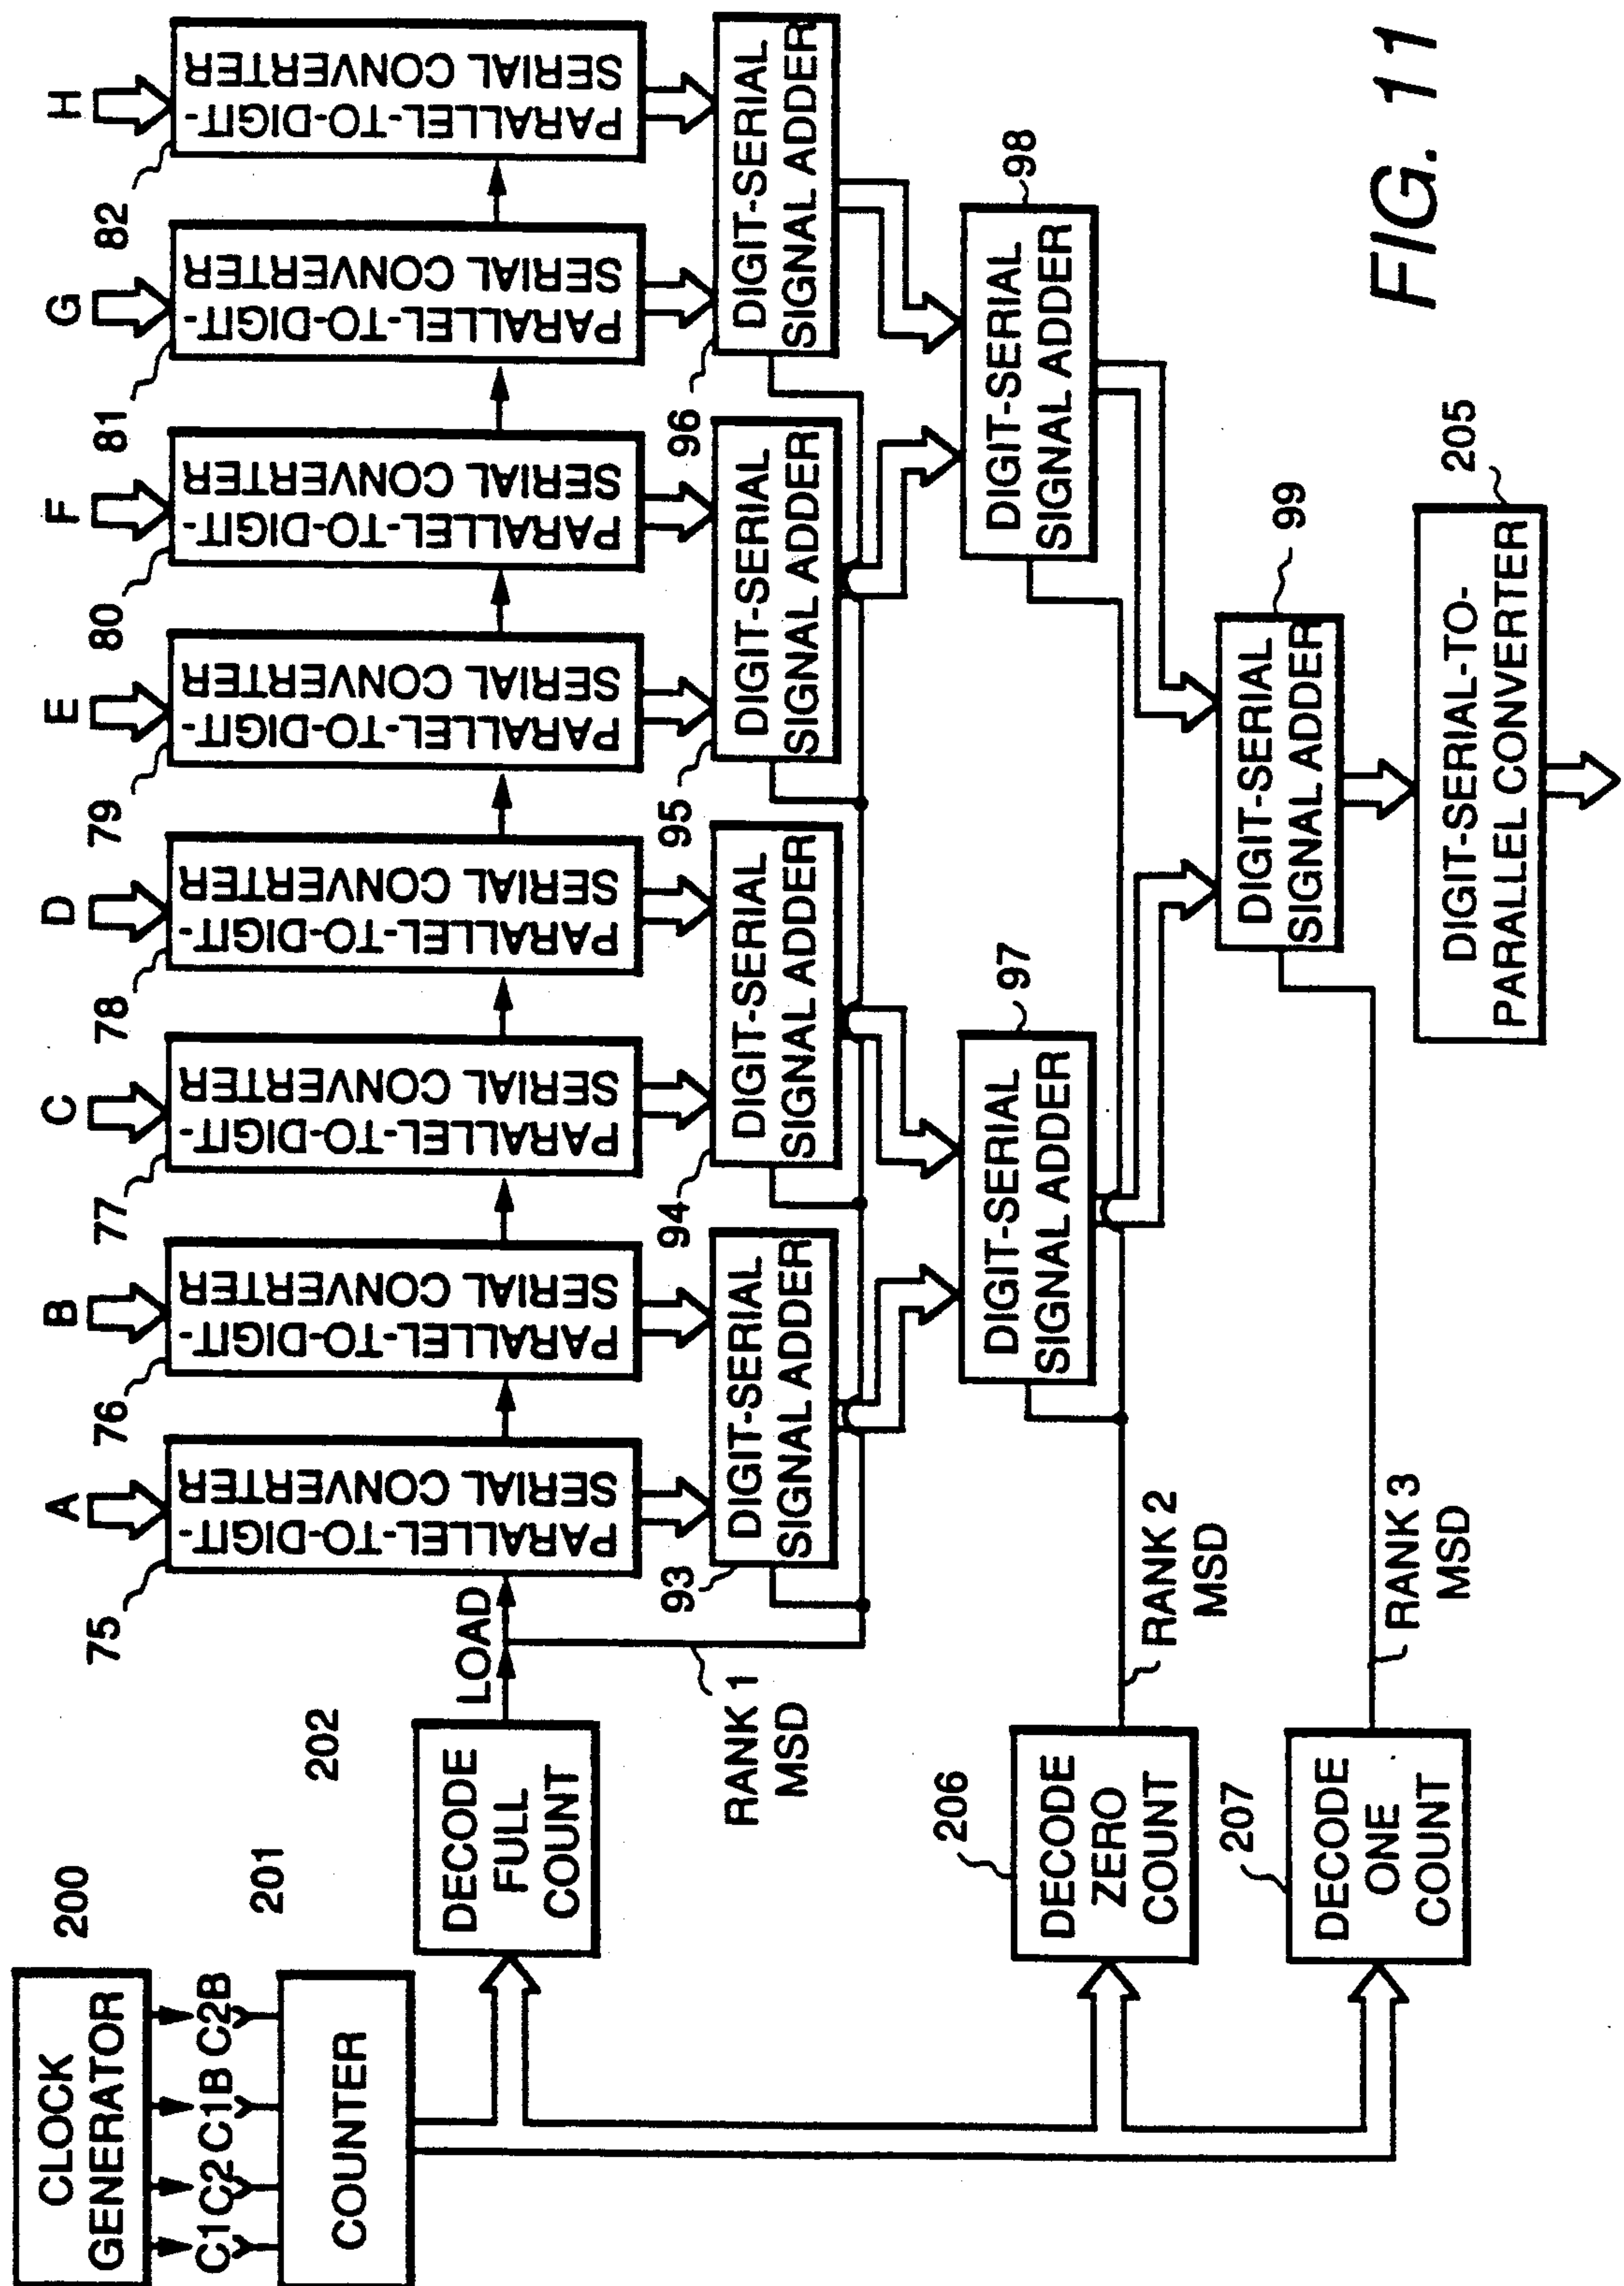 A
B
C
D
E
F
G
H
75
76
77
78
79
80
81
82
PARALLEL-TO-DIGIT-
SERIAL CONVERTER
PARALLEL-TO-DIGIT-
SERIAL CONVERTER
PARALLEL-TO-DIGIT-
SERIAL CONVERTER
PARALLEL-TO-DIGIT-
SERIAL CONVERTER
PARALLEL-TO-DIGIT-
SERIAL CONVERTER
PARALLEL-TO-DIGIT-
SERIAL CONVERTER
PARALLEL-TO-DIGIT-
SERIAL CONVERTER
PARALLEL-TO-DIGIT-
SERIAL CONVERTER
200
CLOCK
GENERATOR
C1
C2
C1B
C2B
201
COUNTER
202
DECODE
FULL
COUNT
LOAD
RANK 1
MSD
93
DIGIT-SERIAL
SIGNAL ADDER
94
DIGIT-SERIAL
SIGNAL ADDER
95
DIGIT-SERIAL
SIGNAL ADDER
96
DIGIT-SERIAL
SIGNAL ADDER
206
DECODE
ZERO
COUNT
RANK 2
MSD
97
DIGIT-SERIAL
SIGNAL ADDER
98
DIGIT-SERIAL
SIGNAL ADDER
207
DECODE
ONE
COUNT
RANK 3
MSD
99
DIGIT-SERIAL
SIGNAL ADDER
205
DIGIT-SERIAL-TO-
PARALLEL CONVERTER
FIG. 11